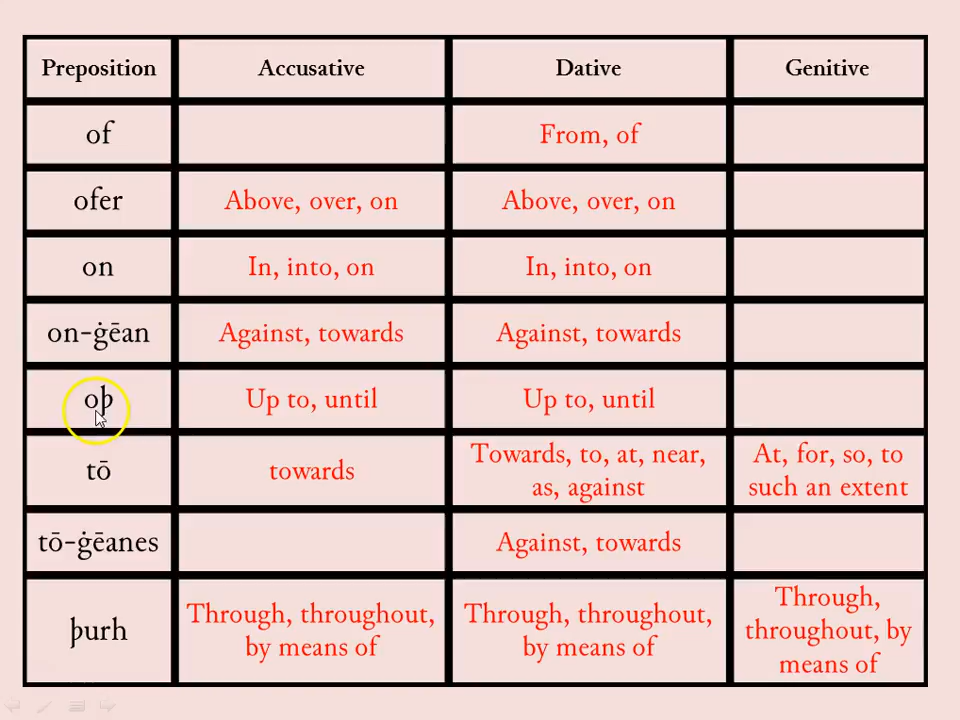 Preposition Accusative Dative Genitive
of From, of
ofer Above, over, on Above, over, on
on In, into, on In, into, on
on-ġēan Against, towards Against, towards
oþ Up to, until Up to, until
tō towards Towards, to, at, near, At, for, so, to
as, against such an extent
tō-ġēanes Against, towards
þurh Through, throughout, Through, throughout, Through,
by means of by means of throughout, by
means of